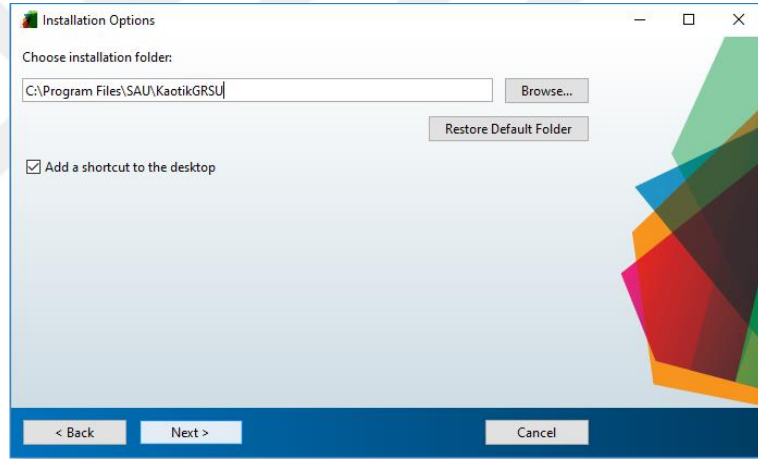 Installation Options
Choose installation folder:
C:\Program Files\SAU\KaotikGRSU
Browse...
Restore Default Folder
Add a shortcut to the desktop
< Back Next > Cancel